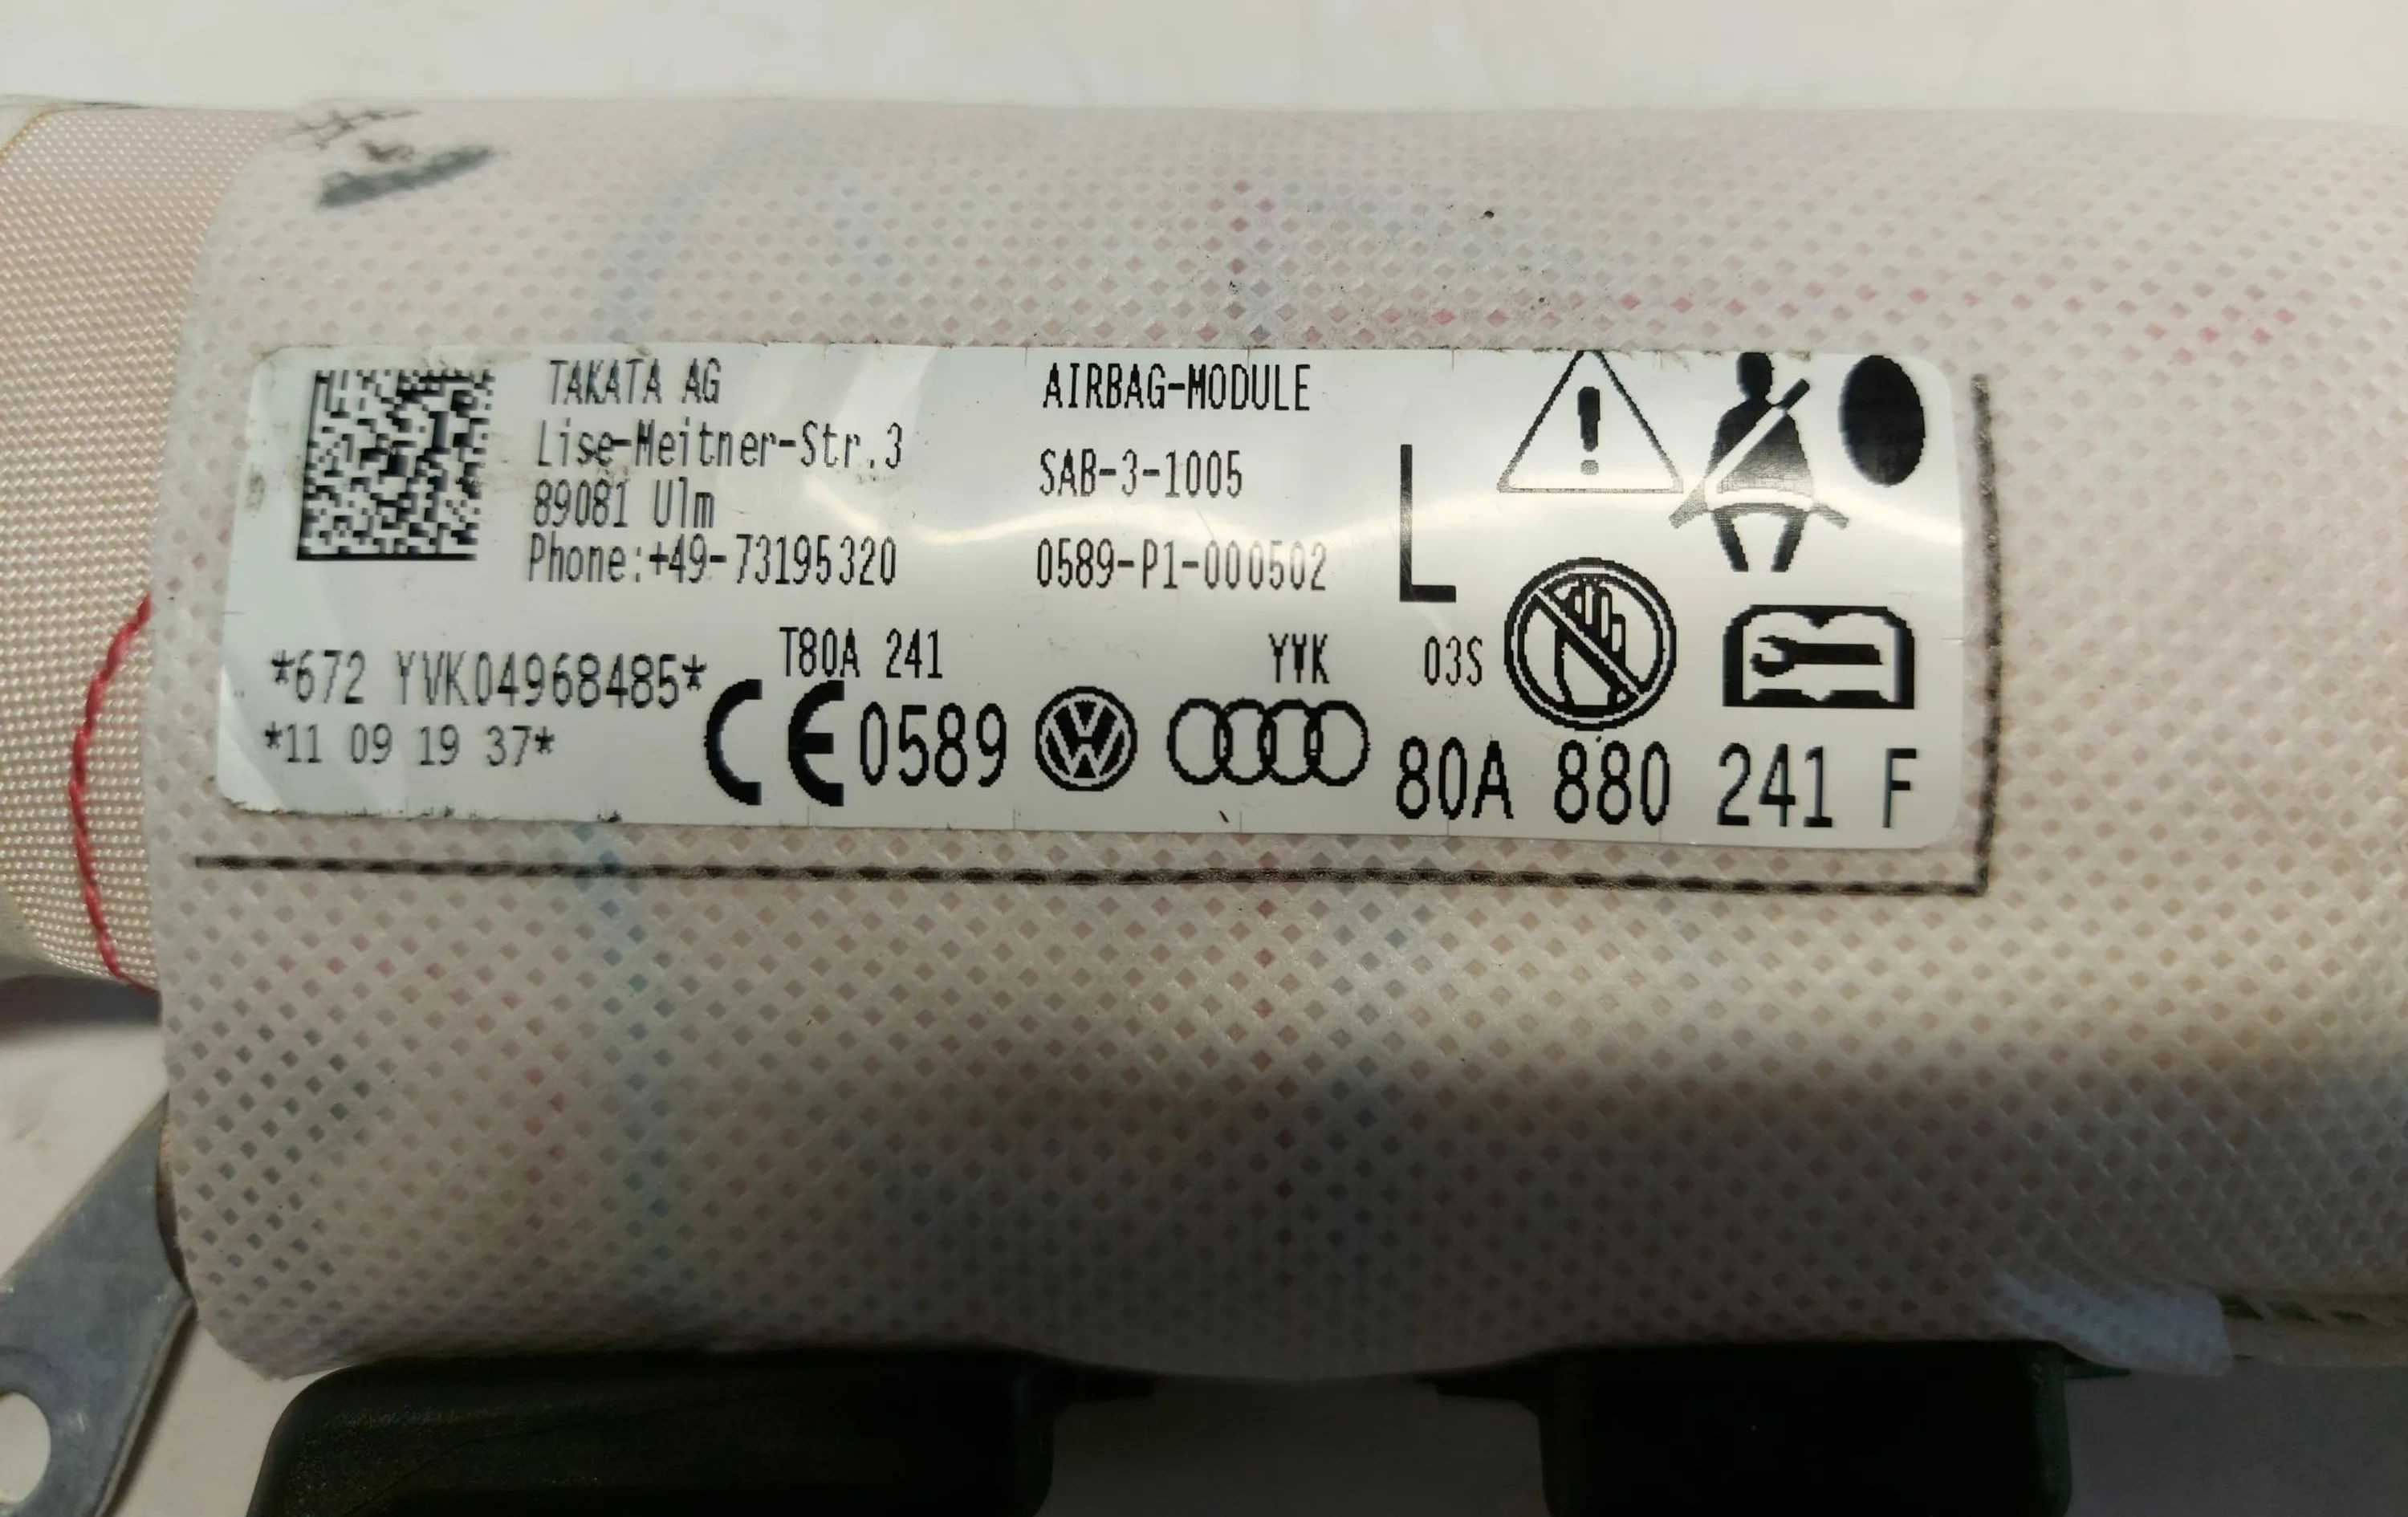 TAKATA AG
Lise-Meitner-Str.3
89081 Ulm
Phone:+49-73195320
AIRBAG-MODULE
SAB-3-1005
0589-P1-000502
L
*672 YVK04968485*
*11 09 19 37*
T80A 241
YYK 03S
CE 0589
80A 880 241 F